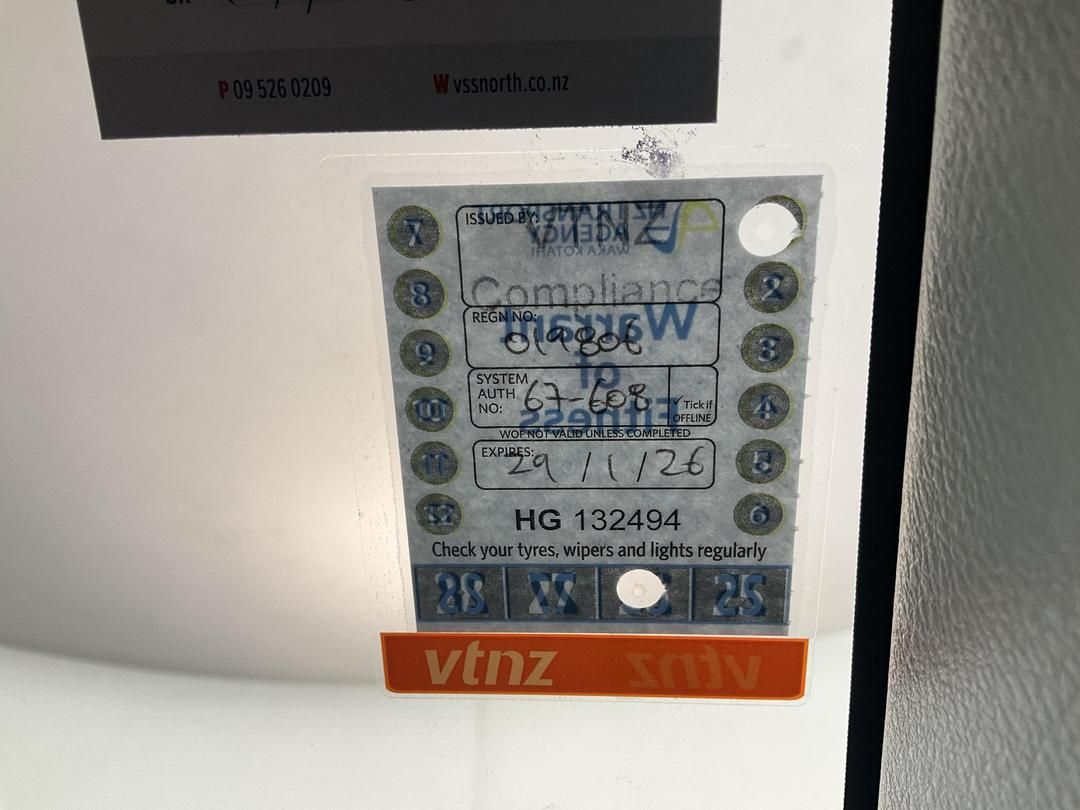 P 09 526 0209 W vssnorth.co.nz
ISSUED BY:
VTNZ
NZ TRANSPORT
AGENCY
WAKA KOTAHI
Compliance
REGN NO:
019806
Warrant
of
Fitness
SYSTEM
AUTH
NO: 67-608
✓ Tick if
OFFLINE
WOF NOT VALID UNLESS COMPLETED
EXPIRES:
29 / 1 / 26
7
8 2
9 3
10 4
11 5
12 6
HG 132494
Check your tyres, wipers and lights regularly
28 27 25
vtnz vtnz